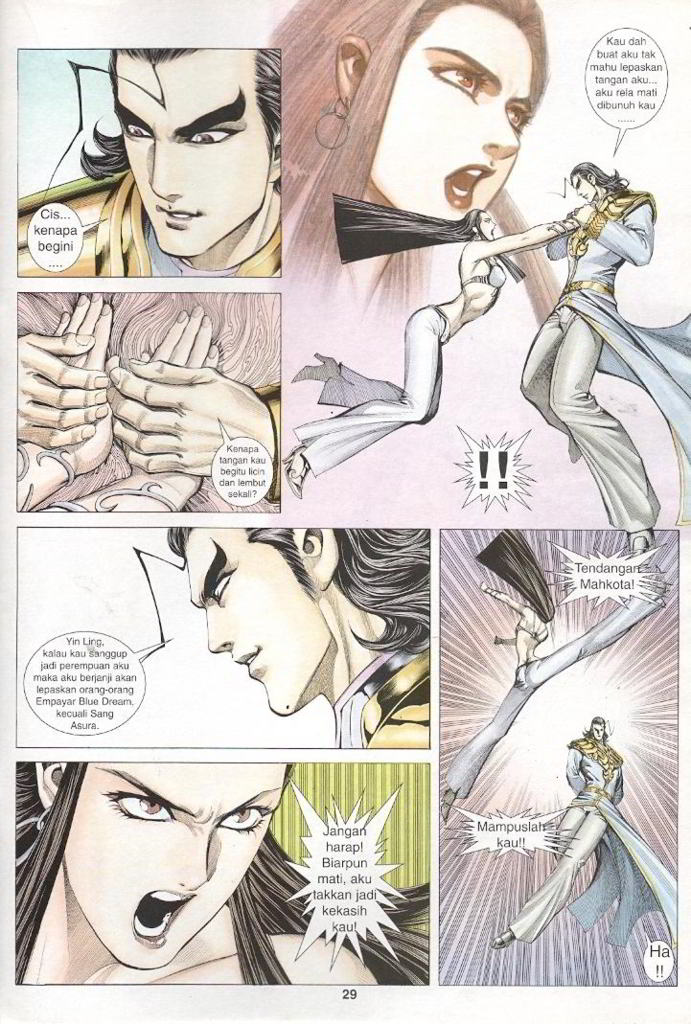 Cis...
kenapa
begini
....
Kau dah
buat aku tak
mahu lepaskan
tangan aku...
aku rela mati
dibunuh kau
......
Kenapa
tangan kau
begitu licin
dan lembut
sekali?
!!
Yin Ling,
kalau kau sanggup
jadi perempuan aku
maka aku berjanji akan
lepaskan orang-orang
Empayar Blue Dream,
kecuali Sang
Asura.
Jangan
harap!
Biarpun
mati, aku
takkan jadi
kekasih
kau!
Tendangan
Mahkota!
Mampuslah
kau!!
Ha
!!
29